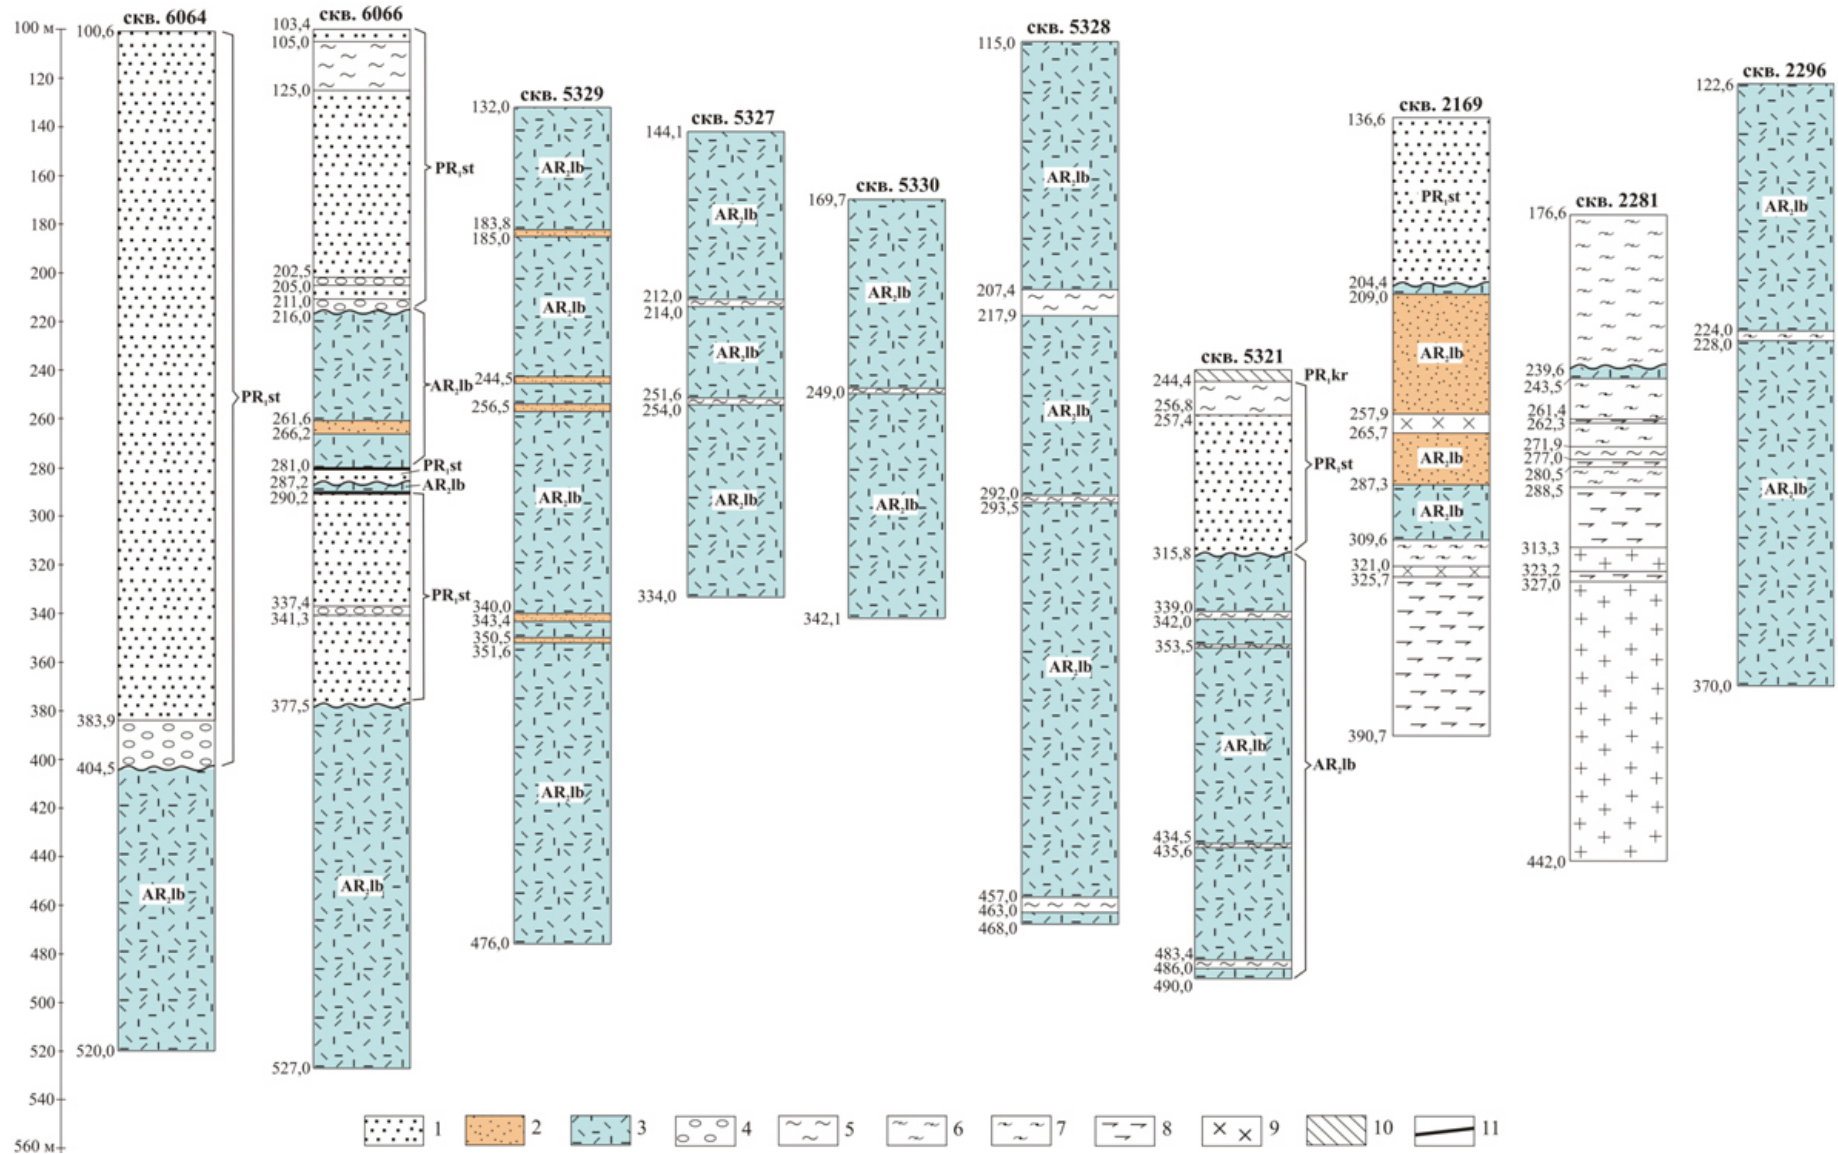 100 м
120
140
160
180
200
220
240
260
280
300
320
340
360
380
400
420
440
460
480
500
520
540
560 м
скв. 6064
100,6
383,9
404,5
520,0
PR₁st
AR₂lb
скв. 6066
103,4
105,0
125,0
202,5
205,0
211,0
216,0
261,6
266,2
281,0
287,2
290,2
337,4
341,3
377,5
527,0
PR₁st
AR₂lb
PR₁st
AR₂lb
PR₁st
AR₂lb
скв. 5329
132,0
183,8
185,0
244,5
256,5
340,0
343,4
350,5
351,6
476,0
AR₂lb
AR₂lb
AR₂lb
AR₂lb
скв. 5327
144,1
212,0
214,0
251,6
254,0
334,0
AR₂lb
AR₂lb
AR₂lb
скв. 5330
169,7
249,0
342,1
AR₂lb
AR₂lb
скв. 5328
115,0
207,4
217,9
292,0
293,5
457,0
463,0
468,0
AR₂lb
AR₂lb
AR₂lb
скв. 5321
244,4
256,8
257,4
315,8
339,0
342,0
353,5
434,5
435,6
483,4
486,0
490,0
PR₁kr
PR₁st
AR₂lb
AR₂lb
скв. 2169
136,6
204,4
209,0
257,9
265,7
287,3
309,6
321,0
325,7
390,7
PR₁st
AR₂lb
AR₂lb
AR₂lb
скв. 2281
176,6
239,6
243,5
261,4
262,3
271,9
277,0
280,5
288,5
313,3
323,2
327,0
442,0
скв. 2296
122,6
224,0
228,0
370,0
AR₂lb
AR₂lb
1 2 3 4 5 6 7 8 9 10 11